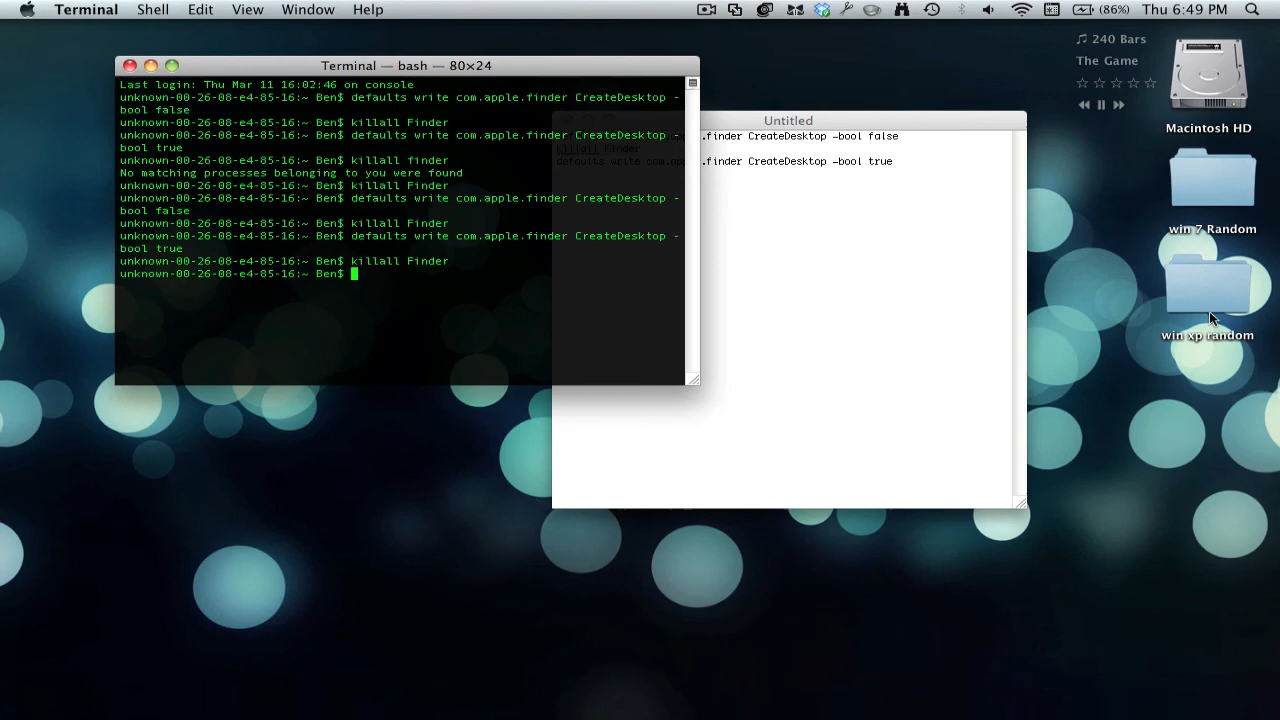 Terminal Shell Edit View Window Help (86%) Thu 6:49 PM
240 Bars
The Game
Macintosh HD
win 7 Random
win xp random
Terminal — bash — 80×24
Last login: Thu Mar 11 16:02:46 on console
unknown-00-26-08-e4-85-16:~ Ben$ defaults write com.apple.finder CreateDesktop -
bool false
unknown-00-26-08-e4-85-16:~ Ben$ killall Finder
unknown-00-26-08-e4-85-16:~ Ben$ defaults write com.apple.finder CreateDesktop -
bool true
unknown-00-26-08-e4-85-16:~ Ben$ killall finder
No matching processes belonging to you were found
unknown-00-26-08-e4-85-16:~ Ben$ killall Finder
unknown-00-26-08-e4-85-16:~ Ben$ defaults write com.apple.finder CreateDesktop -
bool false
unknown-00-26-08-e4-85-16:~ Ben$ killall Finder
unknown-00-26-08-e4-85-16:~ Ben$ defaults write com.apple.finder CreateDesktop -
bool true
unknown-00-26-08-e4-85-16:~ Ben$ killall Finder
unknown-00-26-08-e4-85-16:~ Ben$
Untitled
.finder CreateDesktop -bool false
killall Finder
defaults write com.apple.finder CreateDesktop -bool true